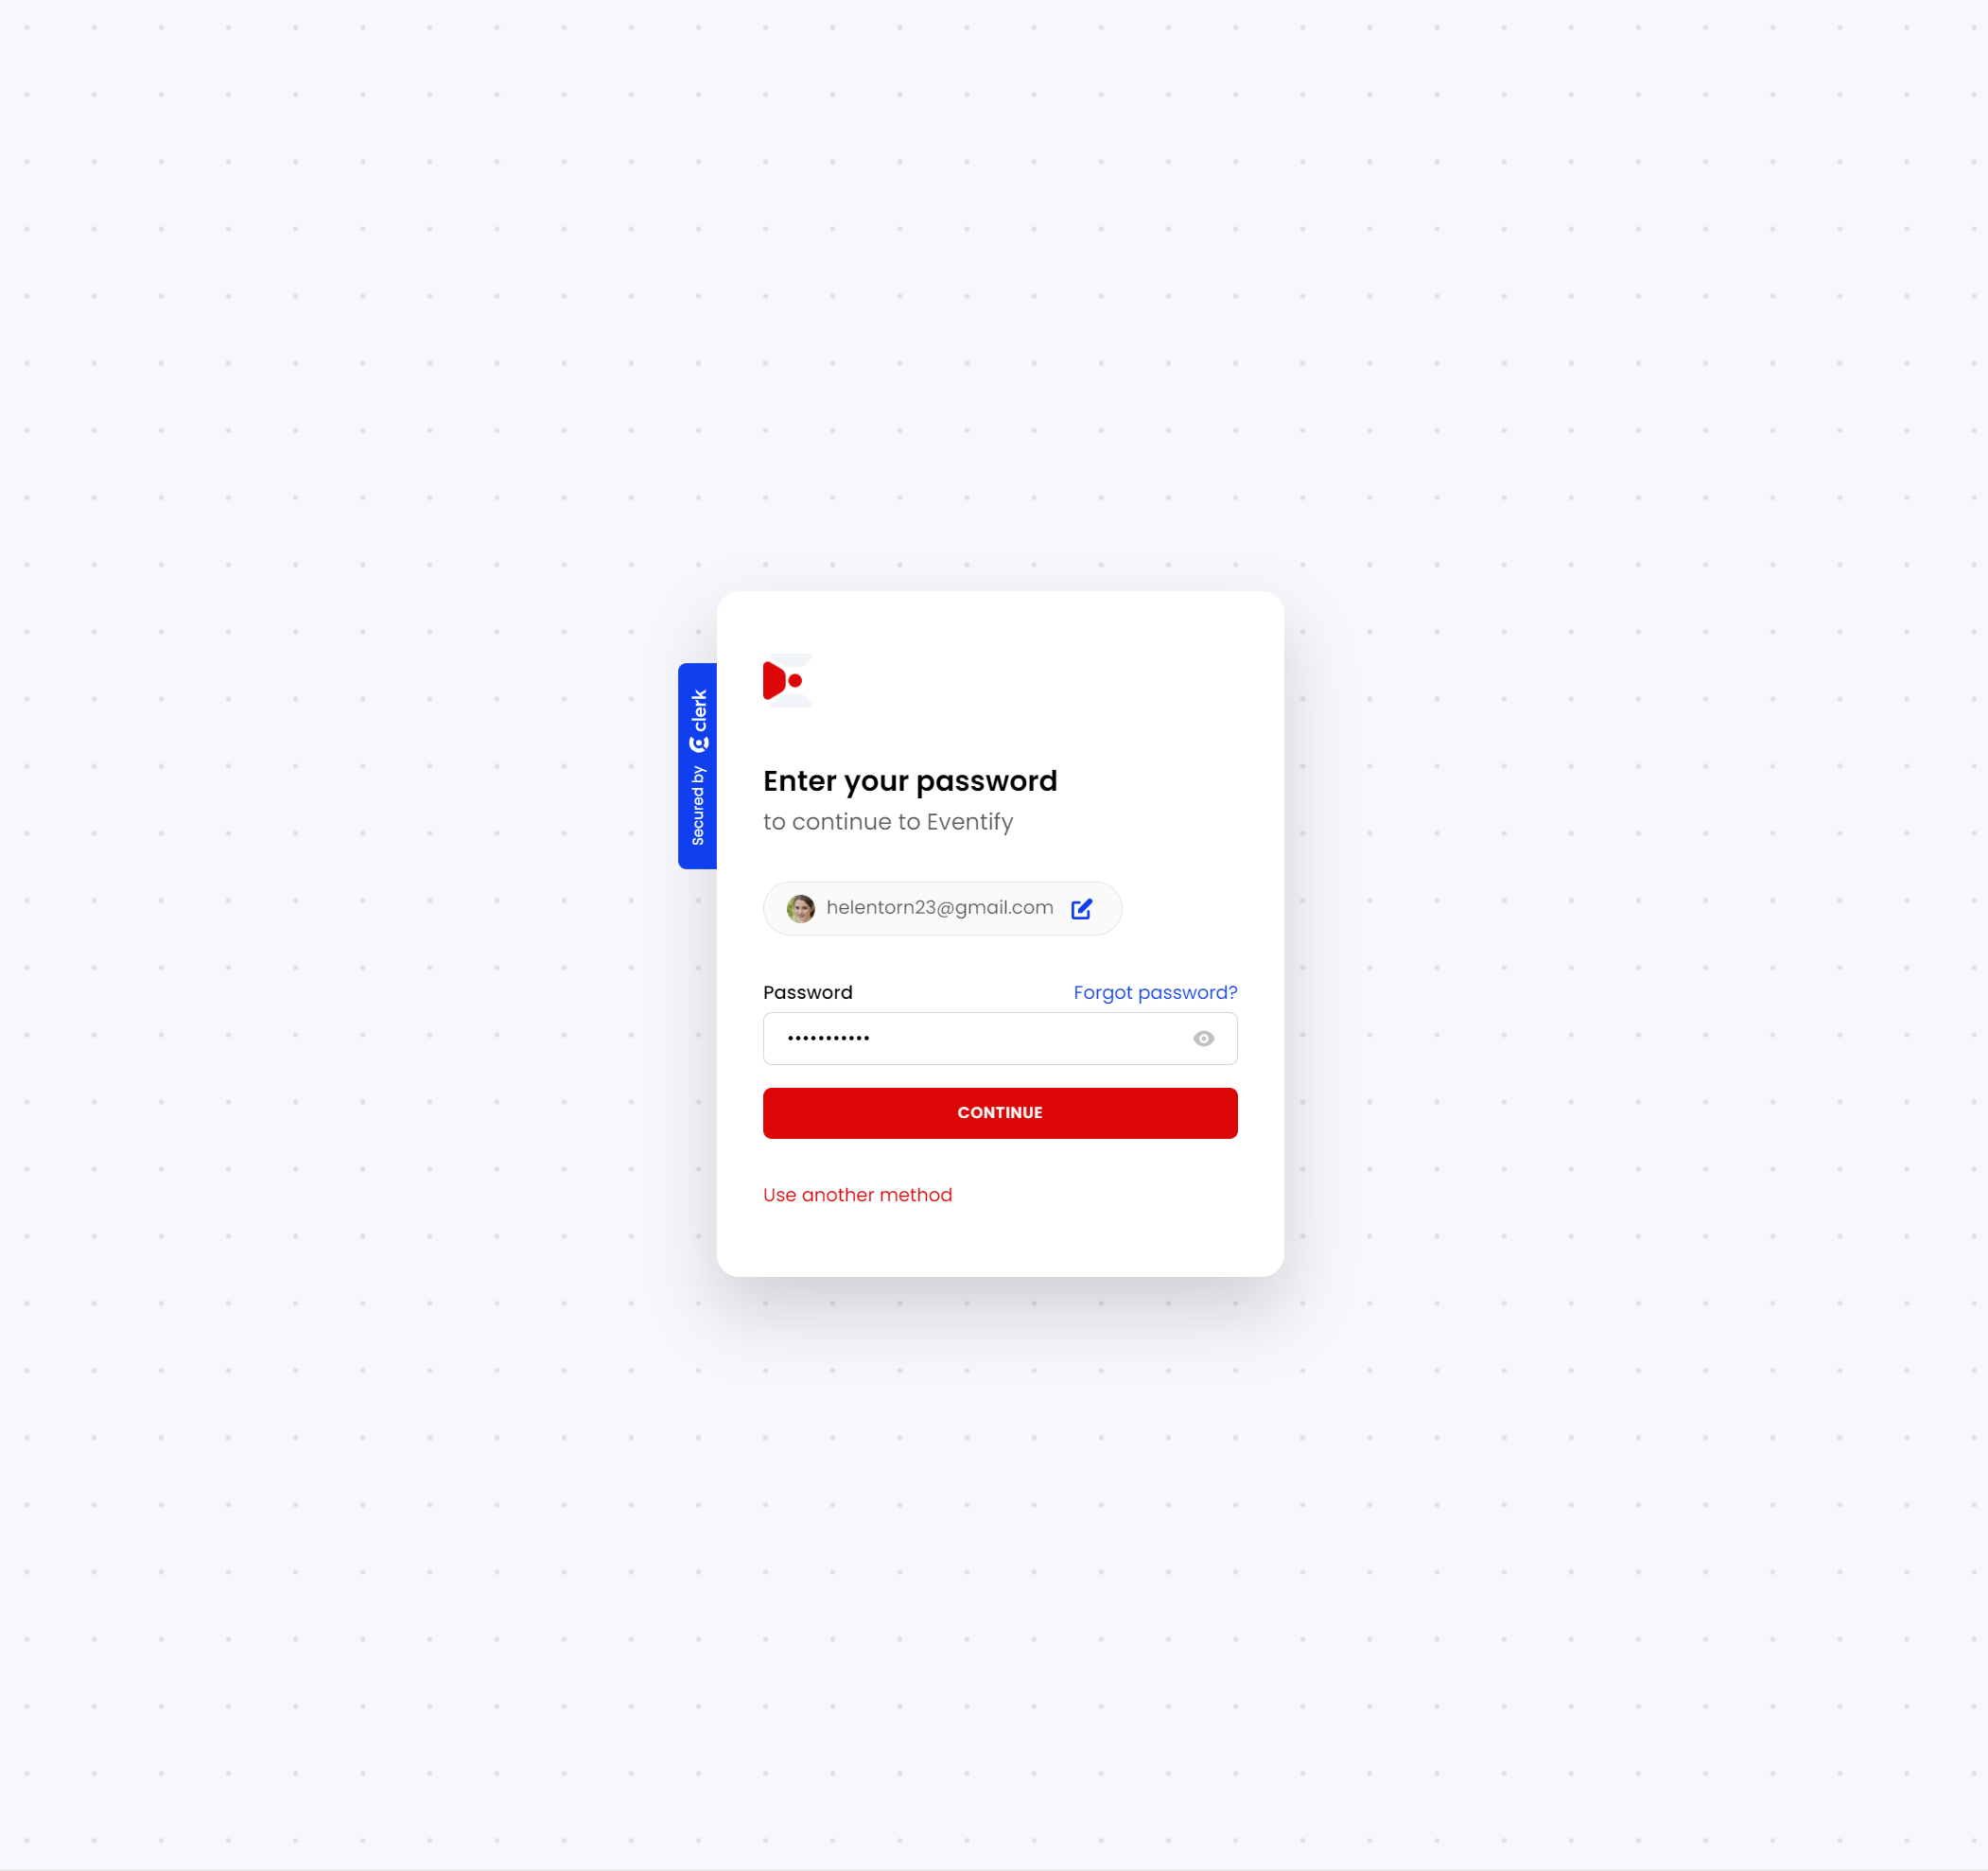 Secured by clerk
Enter your password
to continue to Eventify
helentorn23@gmail.com
Password
Forgot password?
•••••••••••
CONTINUE
Use another method